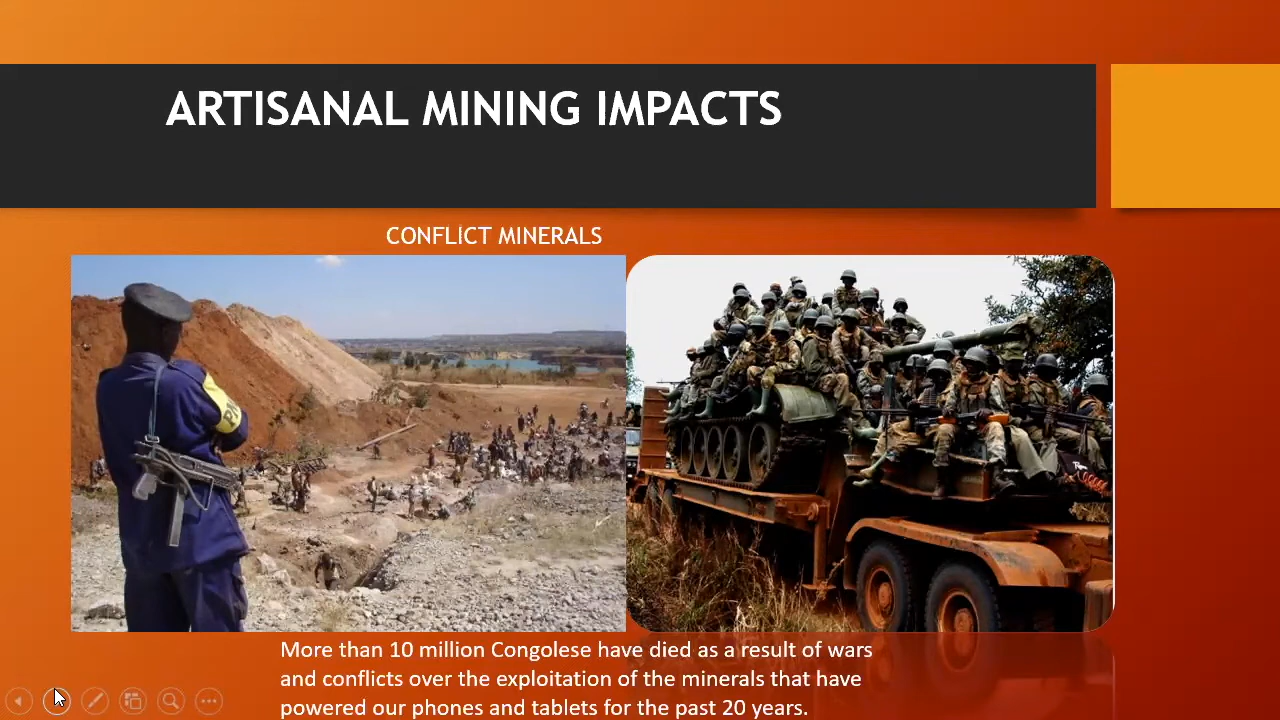 ARTISANAL MINING IMPACTS
CONFLICT MINERALS
More than 10 million Congolese have died as a result of wars
and conflicts over the exploitation of the minerals that have
powered our phones and tablets for the past 20 years.